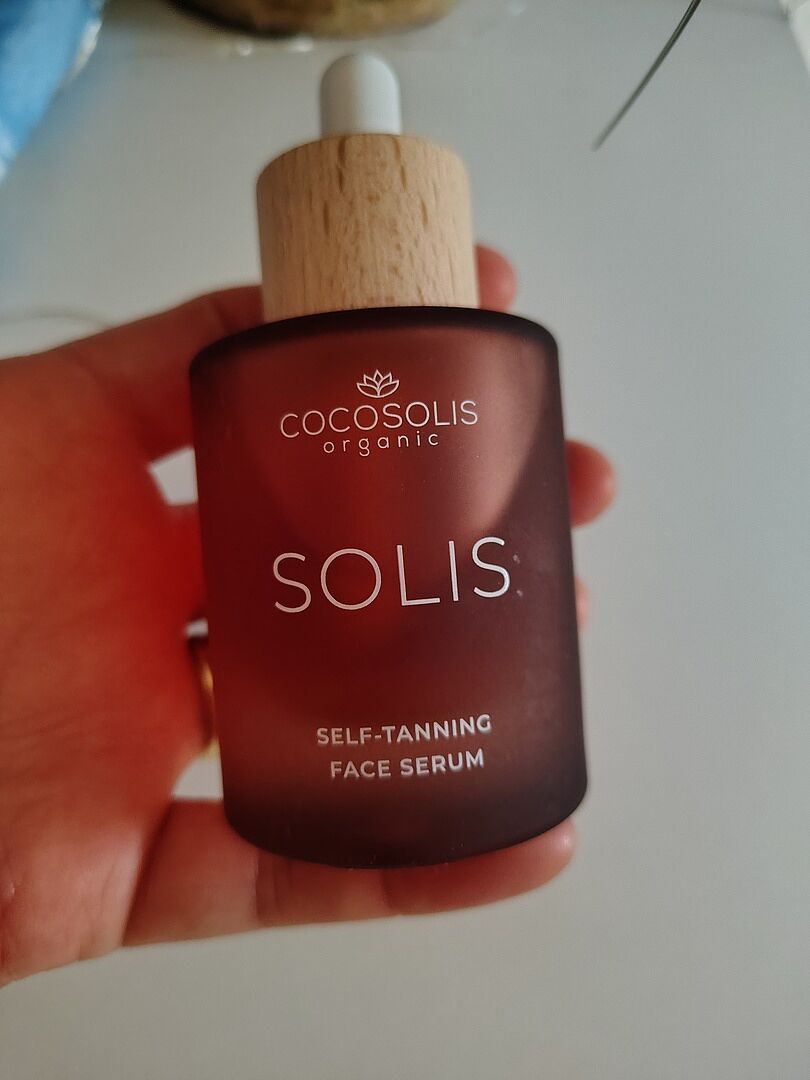 COCOSOLIS
organic
SOLIS
SELF-TANNING
FACE SERUM